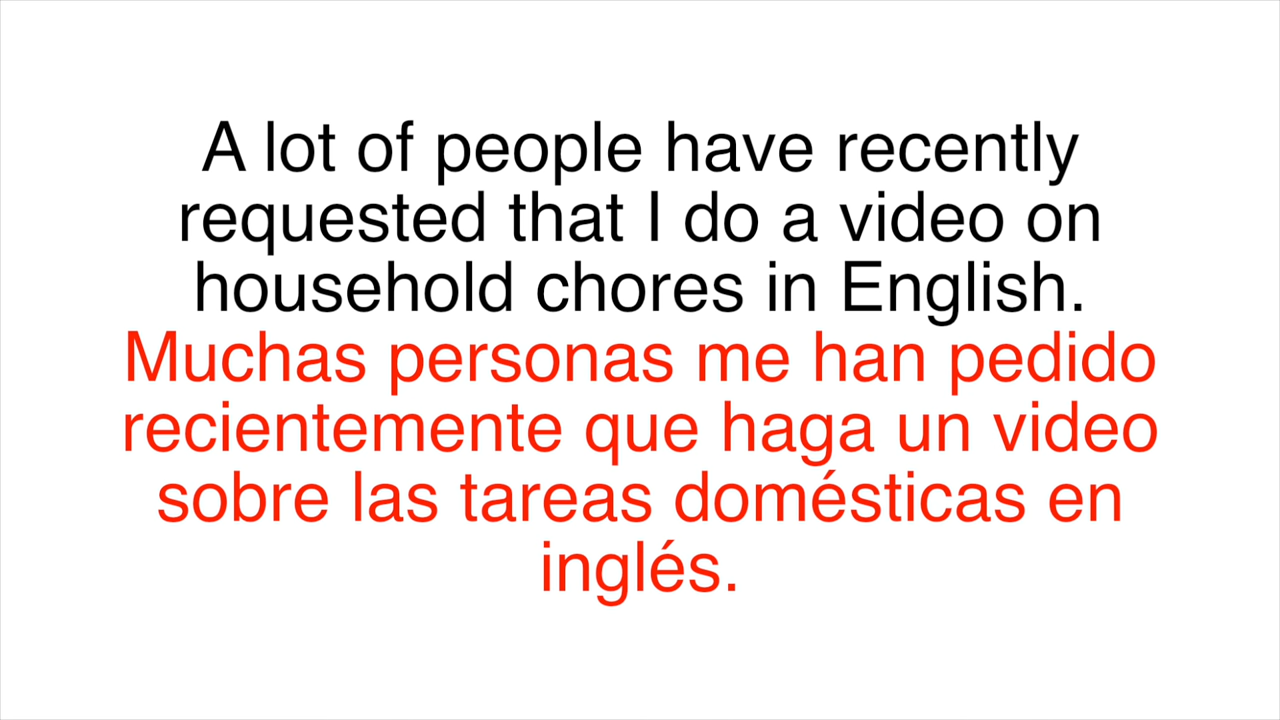 A lot of people have recently
requested that I do a video on
household chores in English.
Muchas personas me han pedido
recientemente que haga un video
sobre las tareas domésticas en
inglés.